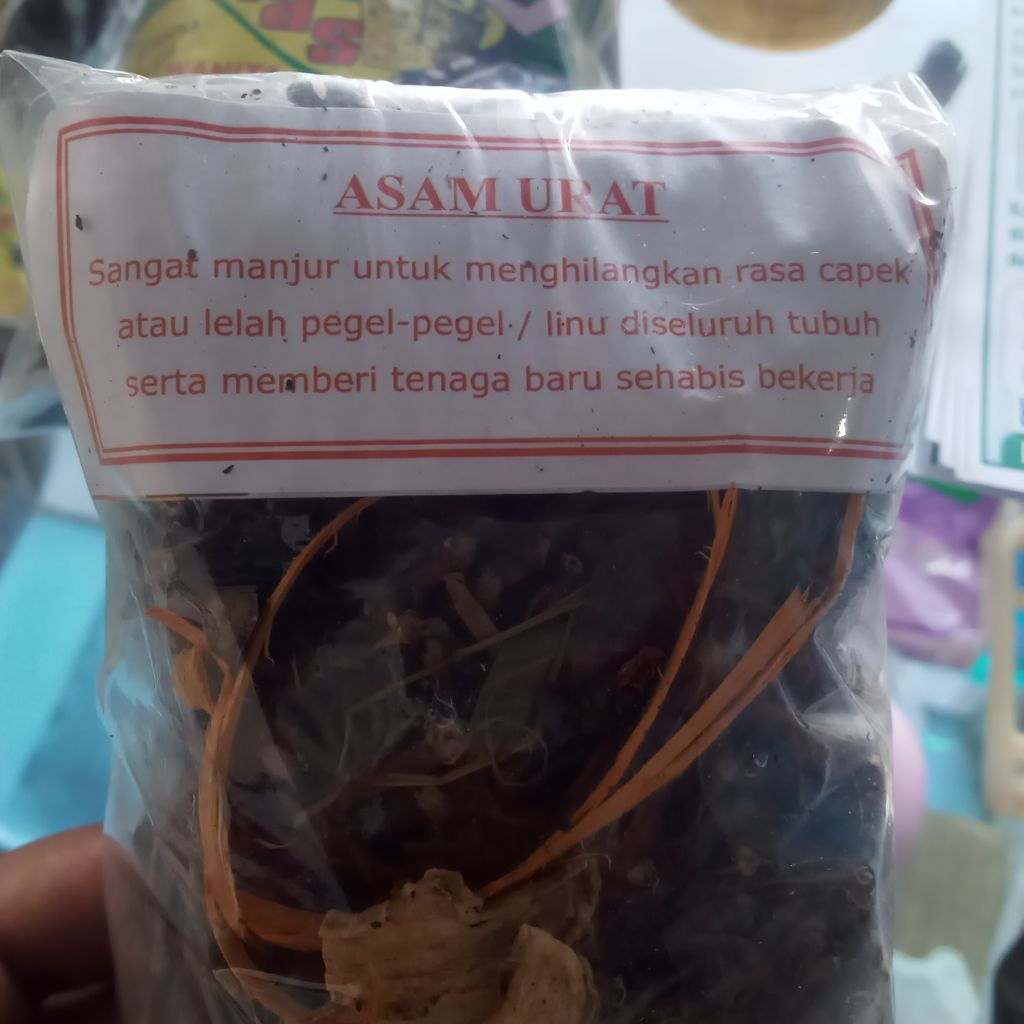 ASAM URAT
Sangat manjur untuk menghilangkan rasa capek
atau lelah pegel-pegel / linu diseluruh tubuh
serta memberi tenaga baru sehabis bekerja